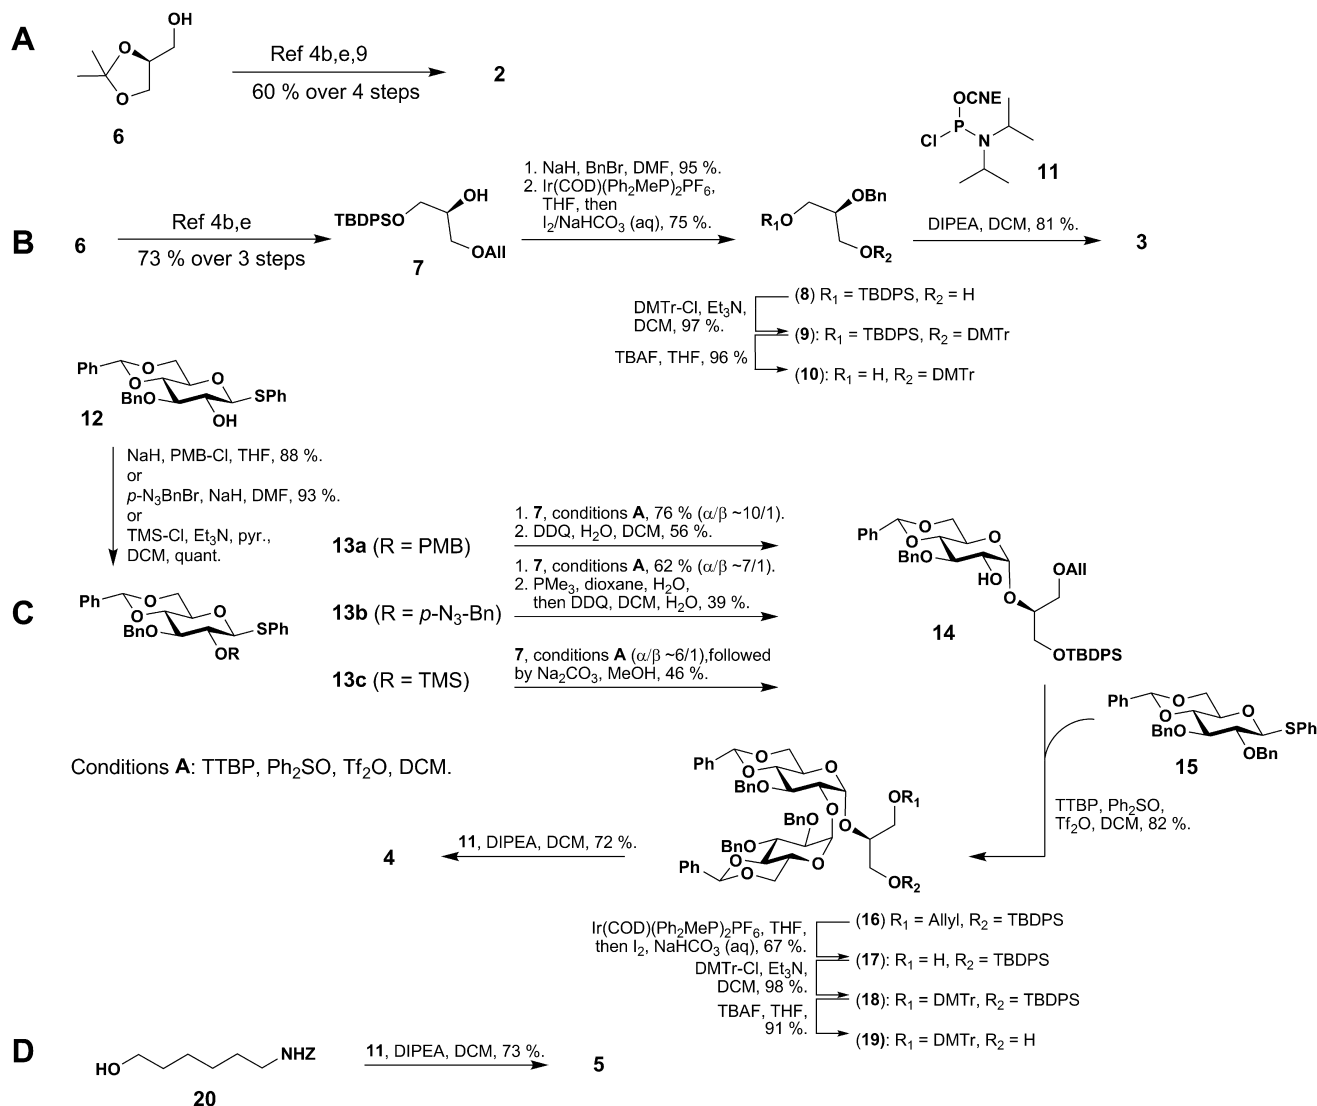 A
OH
O
O
6
Ref 4b,e,9
60 % over 4 steps
2
OCNE
Cl
P
N
11
B
6
Ref 4b,e
73 % over 3 steps
TBDPSO
OH
OAll
7
1. NaH, BnBr, DMF, 95 %.
2. Ir(COD)(Ph2MeP)2PF6,
THF, then
I2/NaHCO3 (aq), 75 %.
R1O
OBn
OR2
DIPEA, DCM, 81 %.
3
(8) R1 = TBDPS, R2 = H
DMTr-Cl, Et3N,
DCM, 97 %.
(9): R1 = TBDPS, R2 = DMTr
TBAF, THF, 96 %
(10): R1 = H, R2 = DMTr
Ph
O
O
O
BnO
SPh
OH
12
NaH, PMB-Cl, THF, 88 %.
or
p-N3BnBr, NaH, DMF, 93 %.
or
TMS-Cl, Et3N, pyr.,
DCM, quant.
C
Ph
O
O
O
BnO
SPh
OR
13a (R = PMB)
1. 7, conditions A, 76 % (α/β ~10/1).
2. DDQ, H2O, DCM, 56 %.
13b (R = p-N3-Bn)
1. 7, conditions A, 62 % (α/β ~7/1).
2. PMe3, dioxane, H2O,
then DDQ, DCM, H2O, 39 %.
13c (R = TMS)
7, conditions A (α/β ~6/1),followed
by Na2CO3, MeOH, 46 %.
Ph
O
O
O
BnO
HO
O
OAll
OTBDPS
14
Ph
O
O
O
BnO
SPh
OBn
15
TTBP, Ph2SO,
Tf2O, DCM, 82 %.
Conditions A: TTBP, Ph2SO, Tf2O, DCM.
Ph
O
O
O
BnO
O
O
OR1
BnO
BnO
Ph
O
O
O
OR2
11, DIPEA, DCM, 72 %.
4
(16) R1 = Allyl, R2 = TBDPS
Ir(COD)(Ph2MeP)2PF6, THF,
then I2, NaHCO3 (aq), 67 %.
(17): R1 = H, R2 = TBDPS
DMTr-Cl, Et3N,
DCM, 98 %.
(18): R1 = DMTr, R2 = TBDPS
TBAF, THF,
91 %.
(19): R1 = DMTr, R2 = H
D
HO
NHZ
20
11, DIPEA, DCM, 73 %.
5